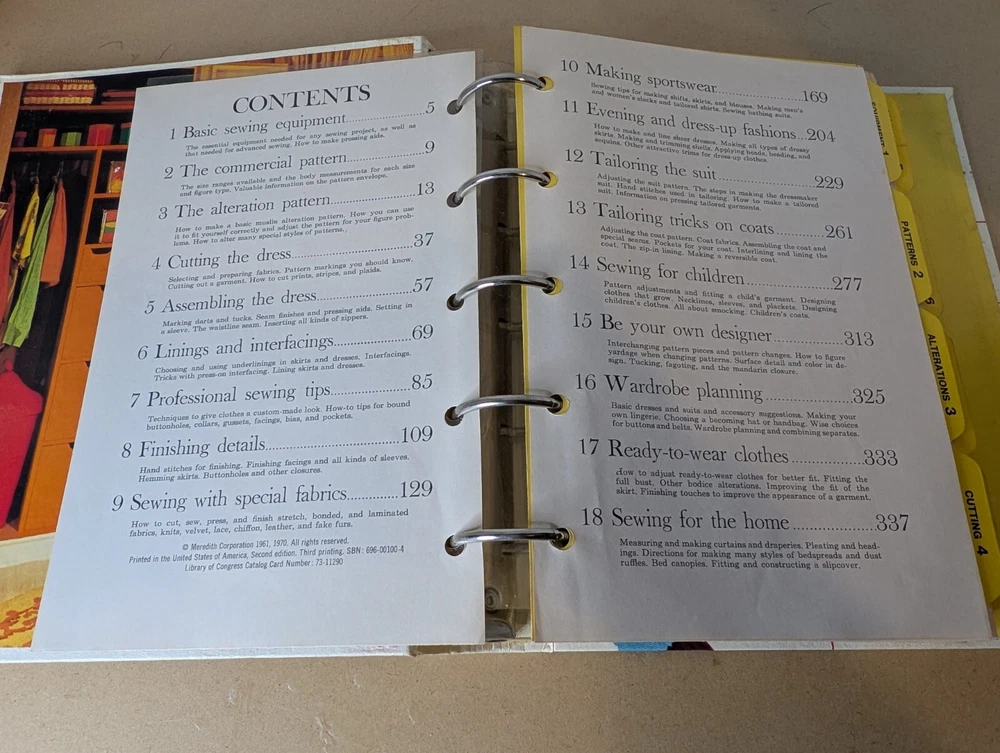 CONTENTS
1 Basic sewing equipment..............5
The essential equipment needed for any sewing project, as well as
that needed for advanced sewing. How to make pressing aids.
2 The commercial pattern..............9
The size ranges available and the body measurements for each size
and figure type. Valuable information on the pattern envelope.
3 The alteration pattern..............13
How to make a basic muslin alteration pattern. How you can use
it to fit yourself correctly and adjust the pattern for your figure prob-
lems. How to alter many special styles of patterns.
4 Cutting the dress..............37
Selecting and preparing fabrics. Pattern markings you should know.
Cutting out a garment. How to cut prints, stripes, and plaids.
5 Assembling the dress..............57
Marking darts and tucks. Seam finishes and pressing aids. Setting in
a sleeve. The waistline seam. Inserting all kinds of zippers.
6 Linings and interfacings..............69
Choosing and using underlinings in skirts and dresses. Interfacings.
Tricks with press-on interfacing. Lining skirts and dresses.
7 Professional sewing tips..............85
Techniques to give clothes a custom-made look. How-to tips for bound
buttonholes, collars, gussets, facings, bias, and pockets.
8 Finishing details..............109
Hand stitches for finishing. Finishing facings and all kinds of sleeves.
Hemming skirts. Buttonholes and other closures.
9 Sewing with special fabrics..............129
How to cut, sew, press, and finish stretch, bonded, and laminated
fabrics, knits, velvet, lace, chiffon, leather, and fake furs.
© Meredith Corporation 1961, 1970. All rights reserved.
Printed in the United States of America, Second edition. Third printing. SBN: 696-00100-4
Library of Congress Catalog Card Number: 73-11290
10 Making sportswear..............169
Sewing tips for making shifts, skirts, and blouses. Making men's
and women's slacks and tailored shirts. Sewing bathing suits.
11 Evening and dress-up fashions...204
How to make and line sheer dresses. Making all types of dressy
skirts. Making and trimming shells. Applying bands, beading, and
sequins. Other attractive trims for dress-up clothes.
12 Tailoring the suit..............229
Adjusting the suit pattern. The steps in making the dressmaker
suit. Hand stitches used in tailoring. How to make a tailored
suit. Information on pressing tailored garments.
13 Tailoring tricks on coats..............261
Adjusting the coat pattern. Coat fabrics. Assembling the coat and
special seams. Pockets for your coat. Interlining and lining the
coat. The zip-in lining. Making a reversible coat.
14 Sewing for children..............277
Pattern adjustments and fitting a child's garment. Designing
clothes that grow. Necklines, sleeves, and plackets. Designing
children's clothes. All about smocking. Children's coats.
15 Be your own designer..............313
Interchanging pattern pieces and pattern changes. How to figure
yardage when changing patterns. Surface detail and color in de-
sign. Tucking, fagoting, and the mandarin closure.
16 Wardrobe planning..............325
Basic dresses and suits and accessory suggestions. Making your
own lingerie. Choosing a becoming hat or handbag. Wise choices
for buttons and belts. Wardrobe planning and combining separates.
17 Ready-to-wear clothes..............333
How to adjust ready-to-wear clothes for better fit. Fitting the
full bust. Other bodice alterations. Improving the fit of the
skirt. Finishing touches to improve the appearance of a garment.
18 Sewing for the home..............337
Measuring and making curtains and draperies. Pleating and head-
ings. Directions for making many styles of bedspreads and dust
ruffles. Bed canopies. Fitting and constructing a slipcover.
EQUIPMENT 1
PATTERNS 2
ALTERATIONS 3
CUTTING 4